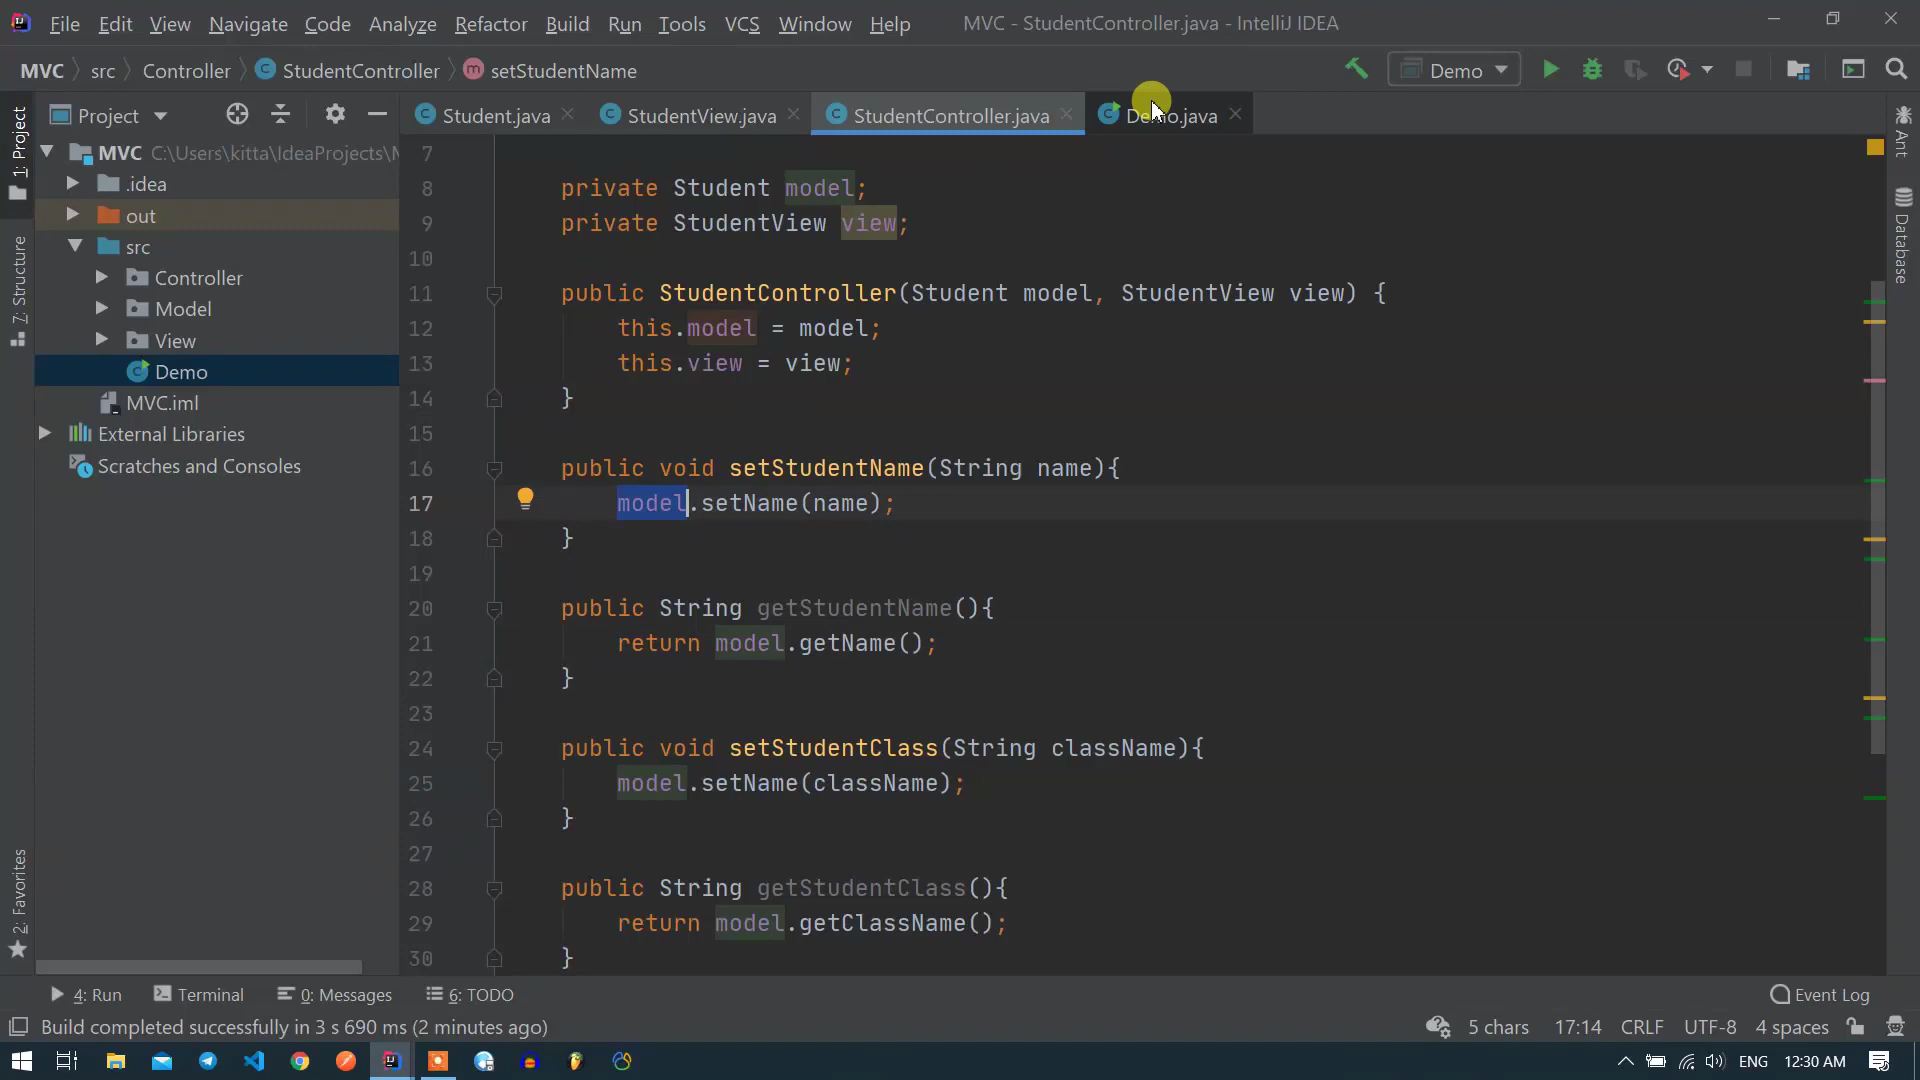 File Edit View Navigate Code Analyze Refactor Build Run Tools VCS Window Help MVC - StudentController.java - IntelliJ IDEA
MVC src Controller StudentController setStudentName Demo
Project Student.java StudentView.java StudentController.java Demo.java
MVC C:\Users\kitta\IdeaProjects\
.idea
out
src
Controller
Model
View
Demo
MVC.iml
External Libraries
Scratches and Consoles
1: Project
7: Structure
2: Favorites
7
8 private Student model;
9 private StudentView view;
10
11 public StudentController(Student model, StudentView view) {
12 this.model = model;
13 this.view = view;
14 }
15
16 public void setStudentName(String name){
17 model.setName(name);
18 }
19
20 public String getStudentName(){
21 return model.getName();
22 }
23
24 public void setStudentClass(String className){
25 model.setName(className);
26 }
27
28 public String getStudentClass(){
29 return model.getClassName();
30 }
Ant
Database
4: Run Terminal 0: Messages 6: TODO Event Log
Build completed successfully in 3 s 690 ms (2 minutes ago) 5 chars 17:14 CRLF UTF-8 4 spaces
ENG 12:30 AM